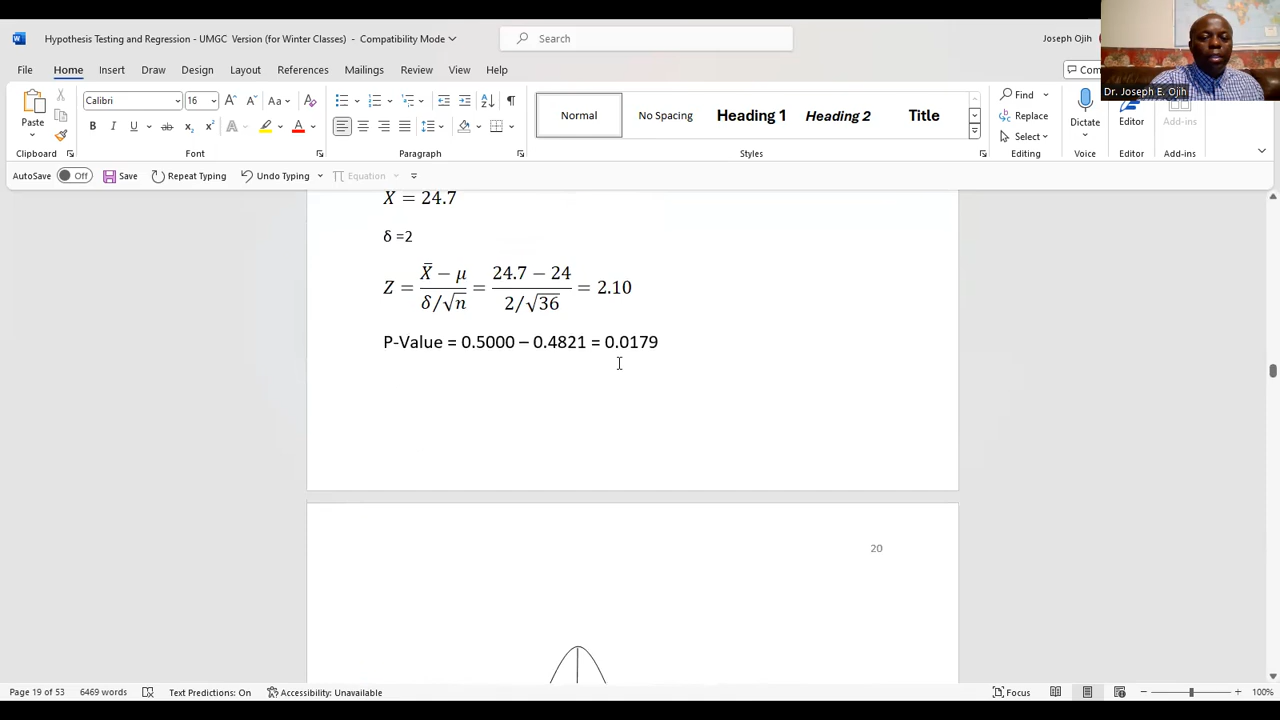 Hypothesis Testing and Regression - UMGC Version (for Winter Classes) - Compatibility Mode
Search
Joseph Ojih
File Home Insert Draw Design Layout References Mailings Review View Help
Com
Dr. Joseph E. Ojih
Paste
Calibri 16
Normal
No Spacing
Heading 1
Heading 2
Title
Find
Replace
Select
Dictate
Editor
Add-ins
Clipboard Font Paragraph Styles Editing Voice Editor Add-ins
AutoSave Off Save Repeat Typing Undo Typing Equation
X = 24.7
δ =2
Z = X̄ − μ / δ/√n = 24.7 − 24 / 2/√36 = 2.10
P-Value = 0.5000 – 0.4821 = 0.0179
20
Page 19 of 53 6469 words Text Predictions: On Accessibility: Unavailable Focus 100%